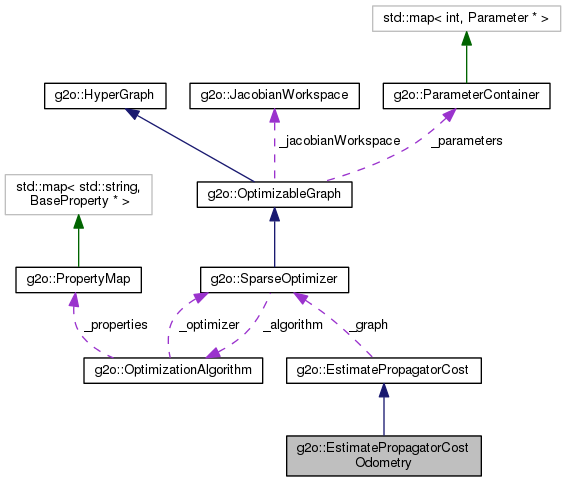 std::map< int, Parameter * >
g2o::HyperGraph
g2o::JacobianWorkspace
g2o::ParameterContainer
_jacobianWorkspace
_parameters
std::map< std::string,
BaseProperty * >
g2o::OptimizableGraph
g2o::PropertyMap
g2o::SparseOptimizer
_properties
_optimizer
_algorithm
_graph
g2o::OptimizationAlgorithm
g2o::EstimatePropagatorCost
g2o::EstimatePropagatorCost
Odometry